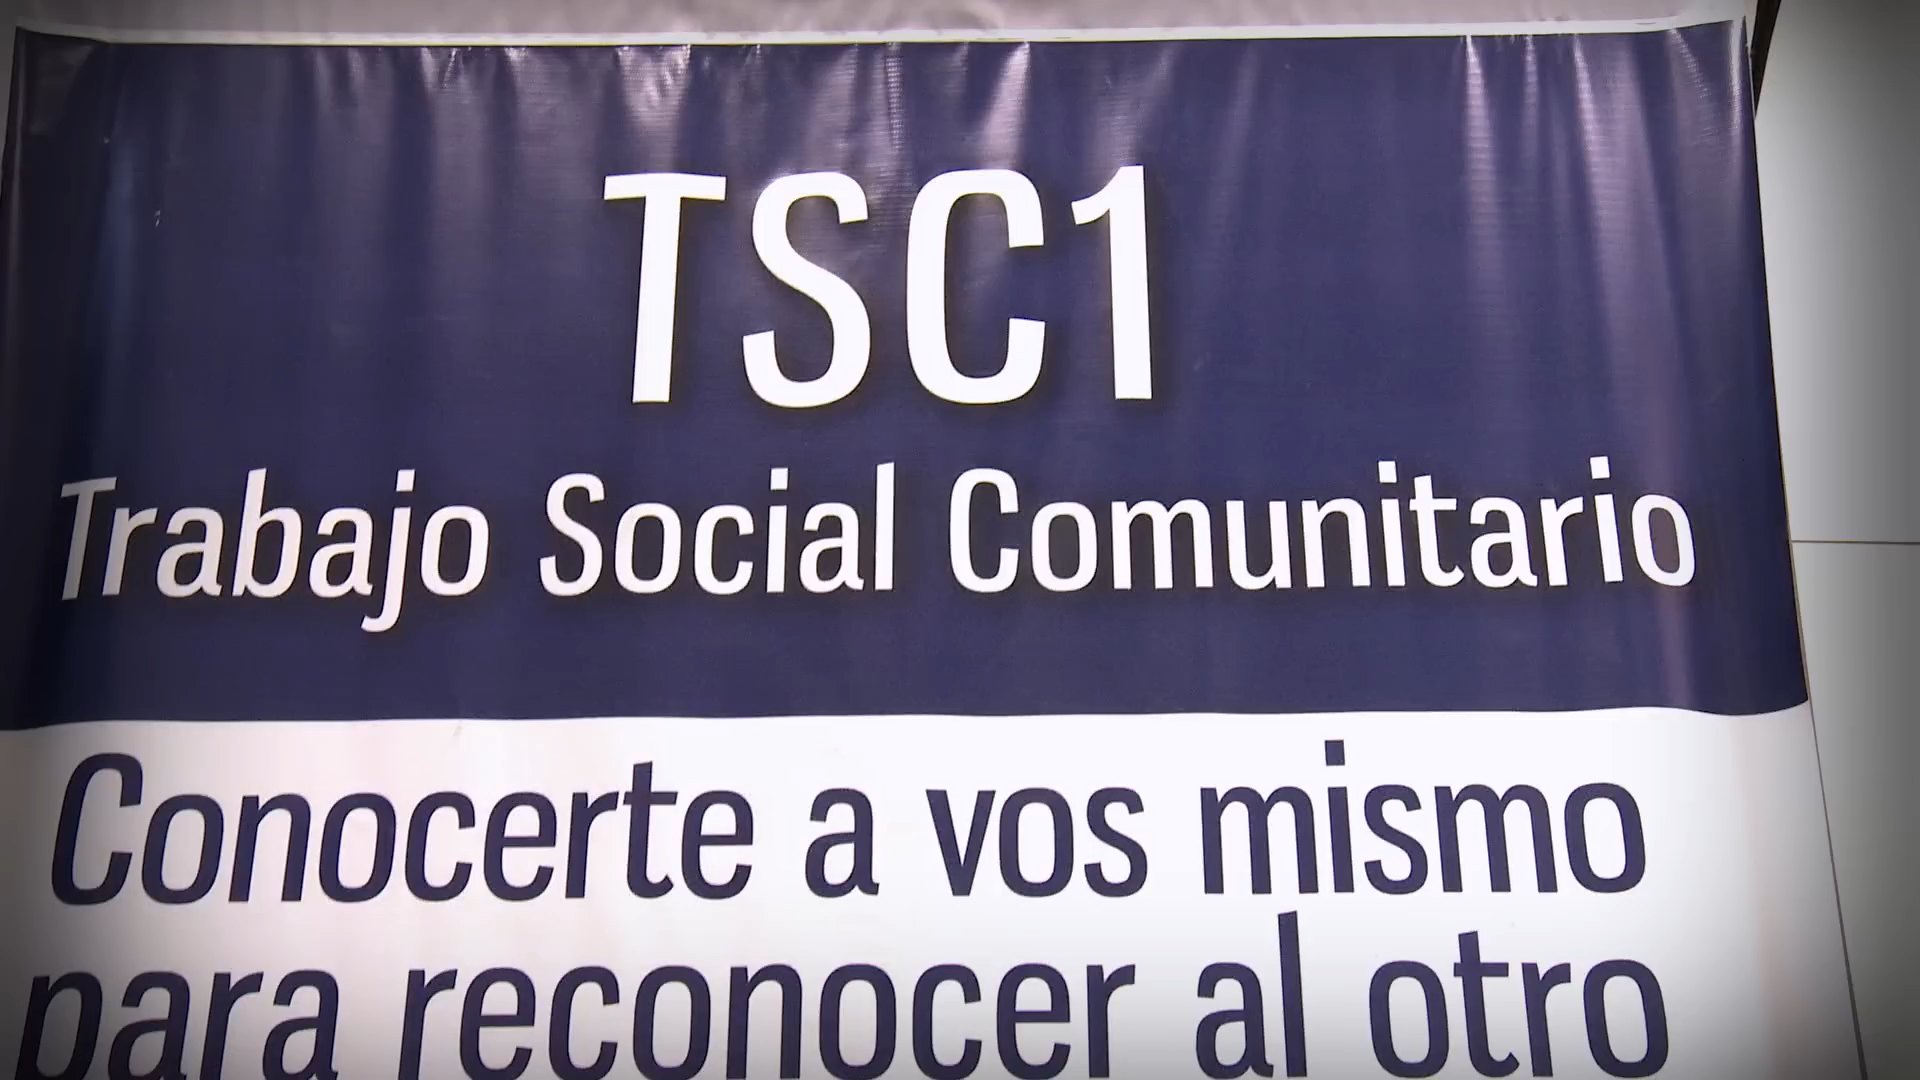 TSC1
Trabajo Social Comunitario
Conocerte a vos mismo
para reconocer al otro